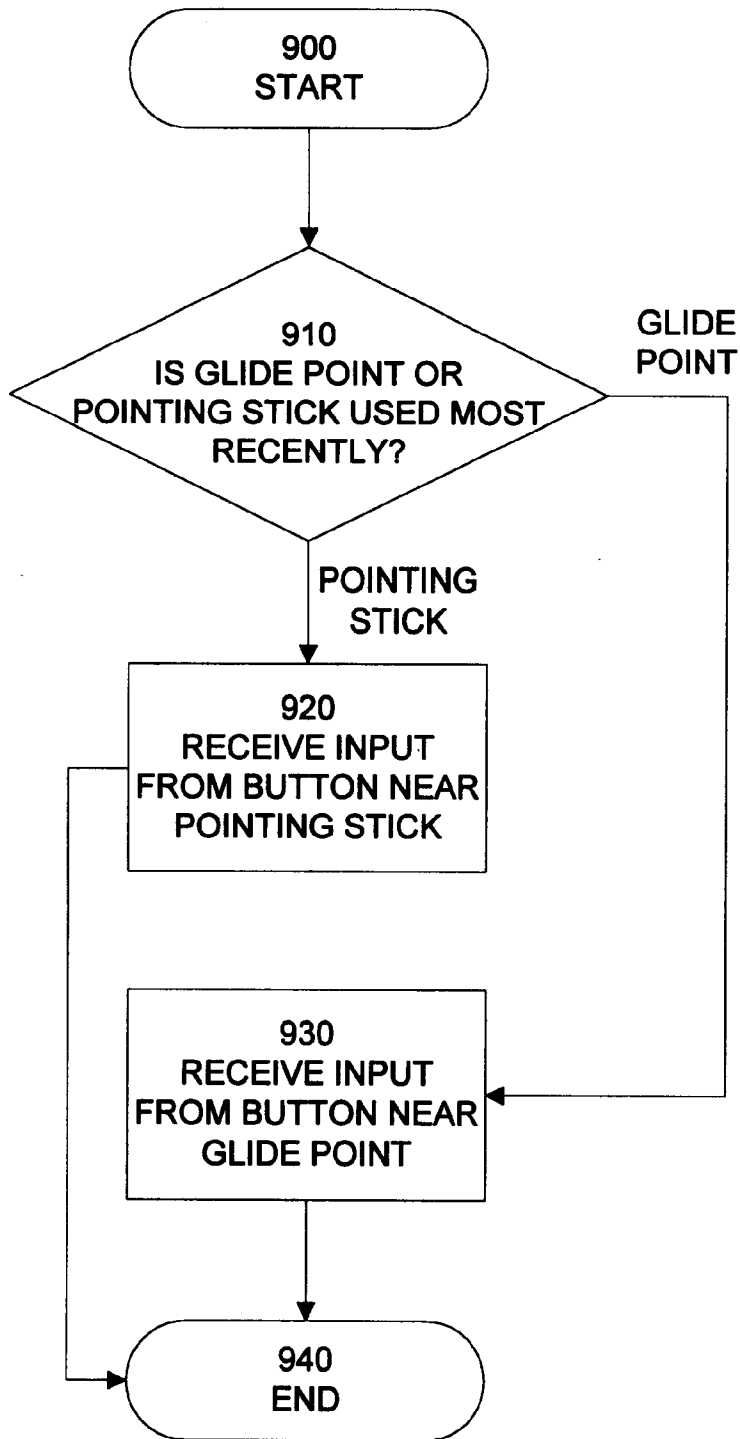 900
START
910
IS GLIDE POINT OR
POINTING STICK USED MOST
RECENTLY?
GLIDE
POINT
POINTING
STICK
920
RECEIVE INPUT
FROM BUTTON NEAR
POINTING STICK
930
RECEIVE INPUT
FROM BUTTON NEAR
GLIDE POINT
940
END